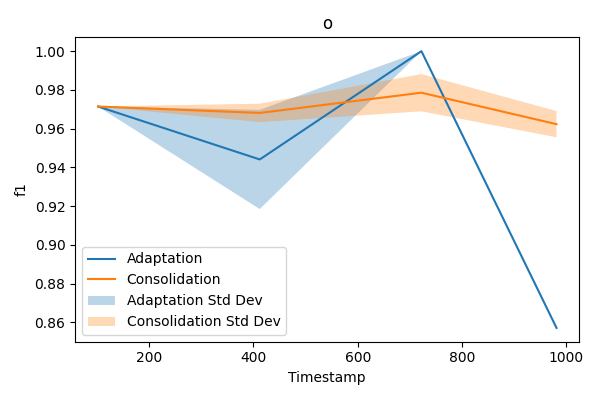 o
1.00
0.98
0.96
0.94
0.92
0.90
0.88
0.86
f1
Adaptation
Consolidation
Adaptation Std Dev
Consolidation Std Dev
200
400
600
800
1000
Timestamp